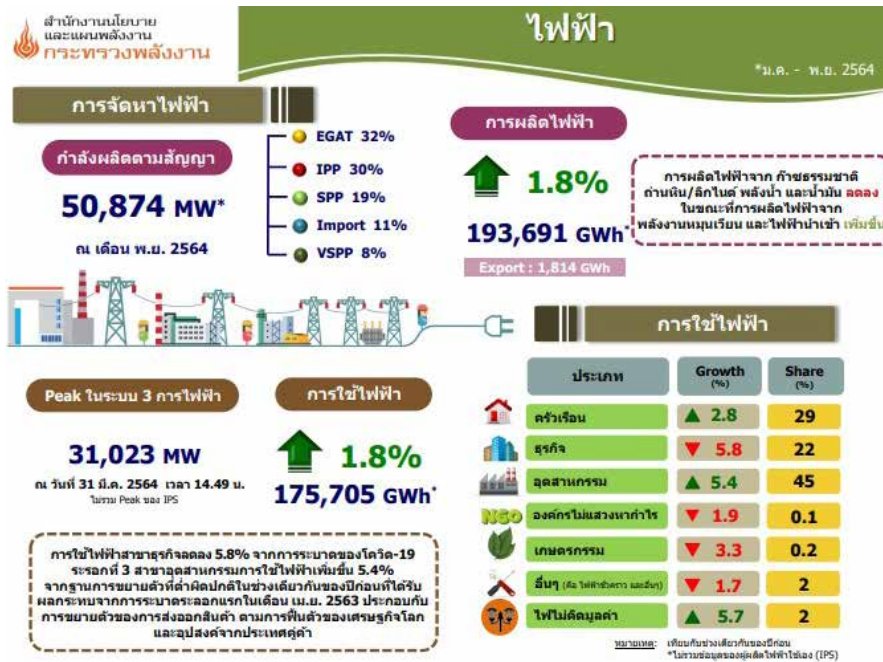 สำนักงานนโยบาย
และแผนพลังงาน
กระทรวงพลังงาน
ไฟฟ้า
*ม.ค. - พ.ย. 2564
การจัดหาไฟฟ้า
กำลังผลิตตามสัญญา
50,874 MW*
ณ เดือน พ.ย. 2564
EGAT 32%
IPP 30%
SPP 19%
Import 11%
VSPP 8%
การผลิตไฟฟ้า
1.8%
193,691 GWh*
Export : 1,814 GWh
การผลิตไฟฟ้าจาก ก๊าซธรรมชาติ
ถ่านหิน/ลิกไนต์ พลังน้ำ และน้ำมัน ลดลง
ในขณะที่การผลิตไฟฟ้าจาก
พลังงานหมุนเวียน และไฟฟ้านำเข้า เพิ่มขึ้น
Peak ในระบบ 3 การไฟฟ้า
31,023 MW
ณ วันที่ 31 มี.ค. 2564 เวลา 14.49 น.
ไม่รวม Peak ของ IPS
การใช้ไฟฟ้า
1.8%
175,705 GWh*
การใช้ไฟฟ้าสาขาธุรกิจลดลง 5.8% จากการระบาดของโควิด-19
ระรอกที่ 3 สาขาอุตสาหกรรมการใช้ไฟฟ้าเพิ่มขึ้น 5.4%
จากฐานการขยายตัวที่ต่ำผิดปกติในช่วงเดียวกันของปีก่อนที่ได้รับ
ผลกระทบจากการระบาดระลอกแรกในเดือน เม.ย. 2563 ประกอบกับ
การขยายตัวของการส่งออกสินค้า ตามการฟื้นตัวของเศรษฐกิจโลก
และอุปสงค์จากประเทศคู่ค้า
การใช้ไฟฟ้า
ประเภท Growth (%) Share (%)
ครัวเรือน ▲ 2.8 29
ธุรกิจ ▼ 5.8 22
อุตสาหกรรม ▲ 5.4 45
NGO องค์กรไม่แสวงหากำไร ▼ 1.9 0.1
เกษตรกรรม ▼ 3.3 0.2
อื่นๆ (คือ ไฟฟ้าชั่วคราว และอื่นๆ) ▼ 1.7 2
ไฟไม่คิดมูลค่า ▲ 5.7 2
หมายเหตุ: เทียบกับช่วงเดียวกันของปีก่อน
*ไม่รวมข้อมูลของผู้ผลิตไฟฟ้าใช้เอง (IPS)